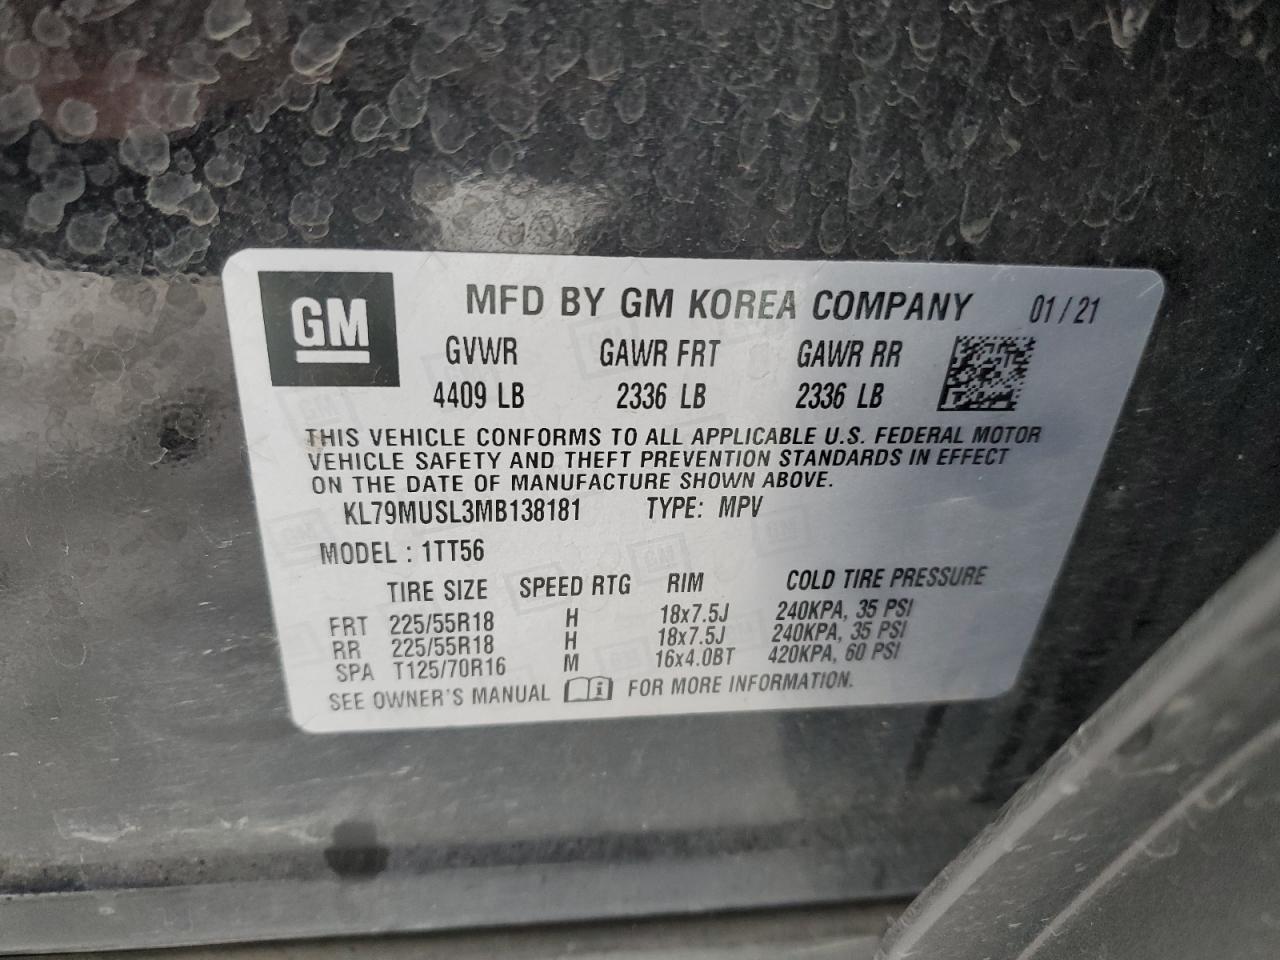 GM
MFD BY GM KOREA COMPANY 01/21
GVWR GAWR FRT GAWR RR
4409 LB 2336 LB 2336 LB
THIS VEHICLE CONFORMS TO ALL APPLICABLE U.S. FEDERAL MOTOR
VEHICLE SAFETY AND THEFT PREVENTION STANDARDS IN EFFECT
ON THE DATE OF MANUFACTURE SHOWN ABOVE.
KL79MUSL3MB138181 TYPE: MPV
MODEL : 1TT56
TIRE SIZE SPEED RTG RIM COLD TIRE PRESSURE
FRT 225/55R18 H 18x7.5J 240KPA, 35 PSI
RR 225/55R18 H 18x7.5J 240KPA, 35 PSI
SPA T125/70R16 M 16x4.0BT 420KPA, 60 PSI
SEE OWNER'S MANUAL FOR MORE INFORMATION.